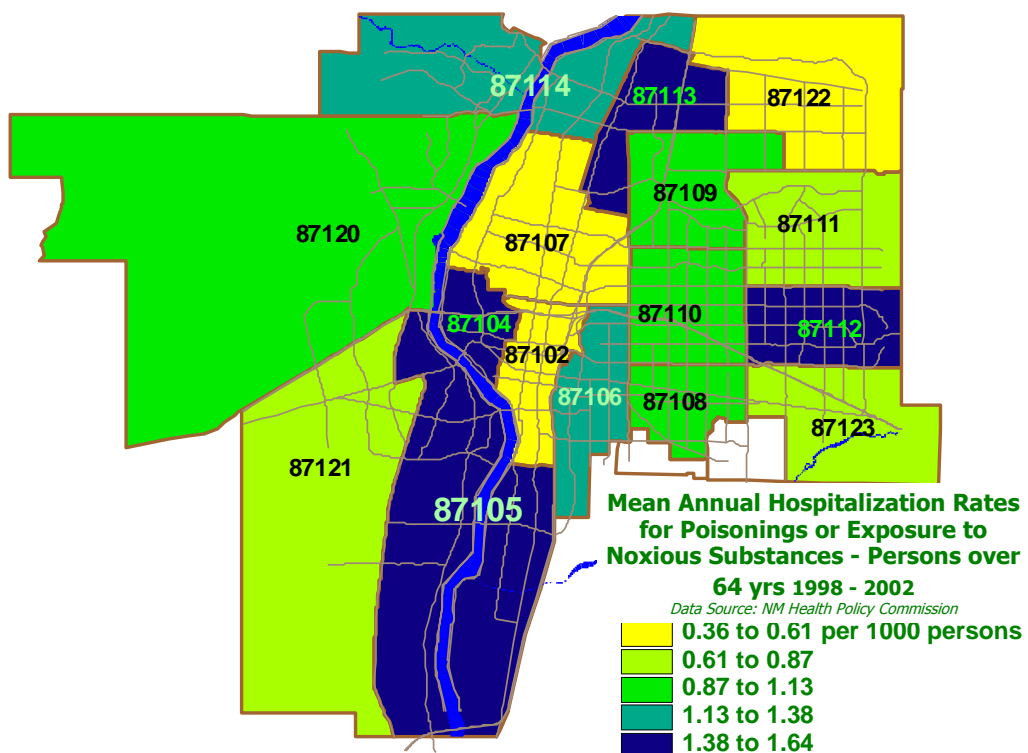 87114
87113
87122
87109
87111
87120
87107
87104
87110
87112
87102
87106
87108
87123
87121
87105
Mean Annual Hospitalization Rates
for Poisonings or Exposure to
Noxious Substances - Persons over
64 yrs 1998 - 2002
Data Source: NM Health Policy Commission
0.36 to 0.61 per 1000 persons
0.61 to 0.87
0.87 to 1.13
1.13 to 1.38
1.38 to 1.64